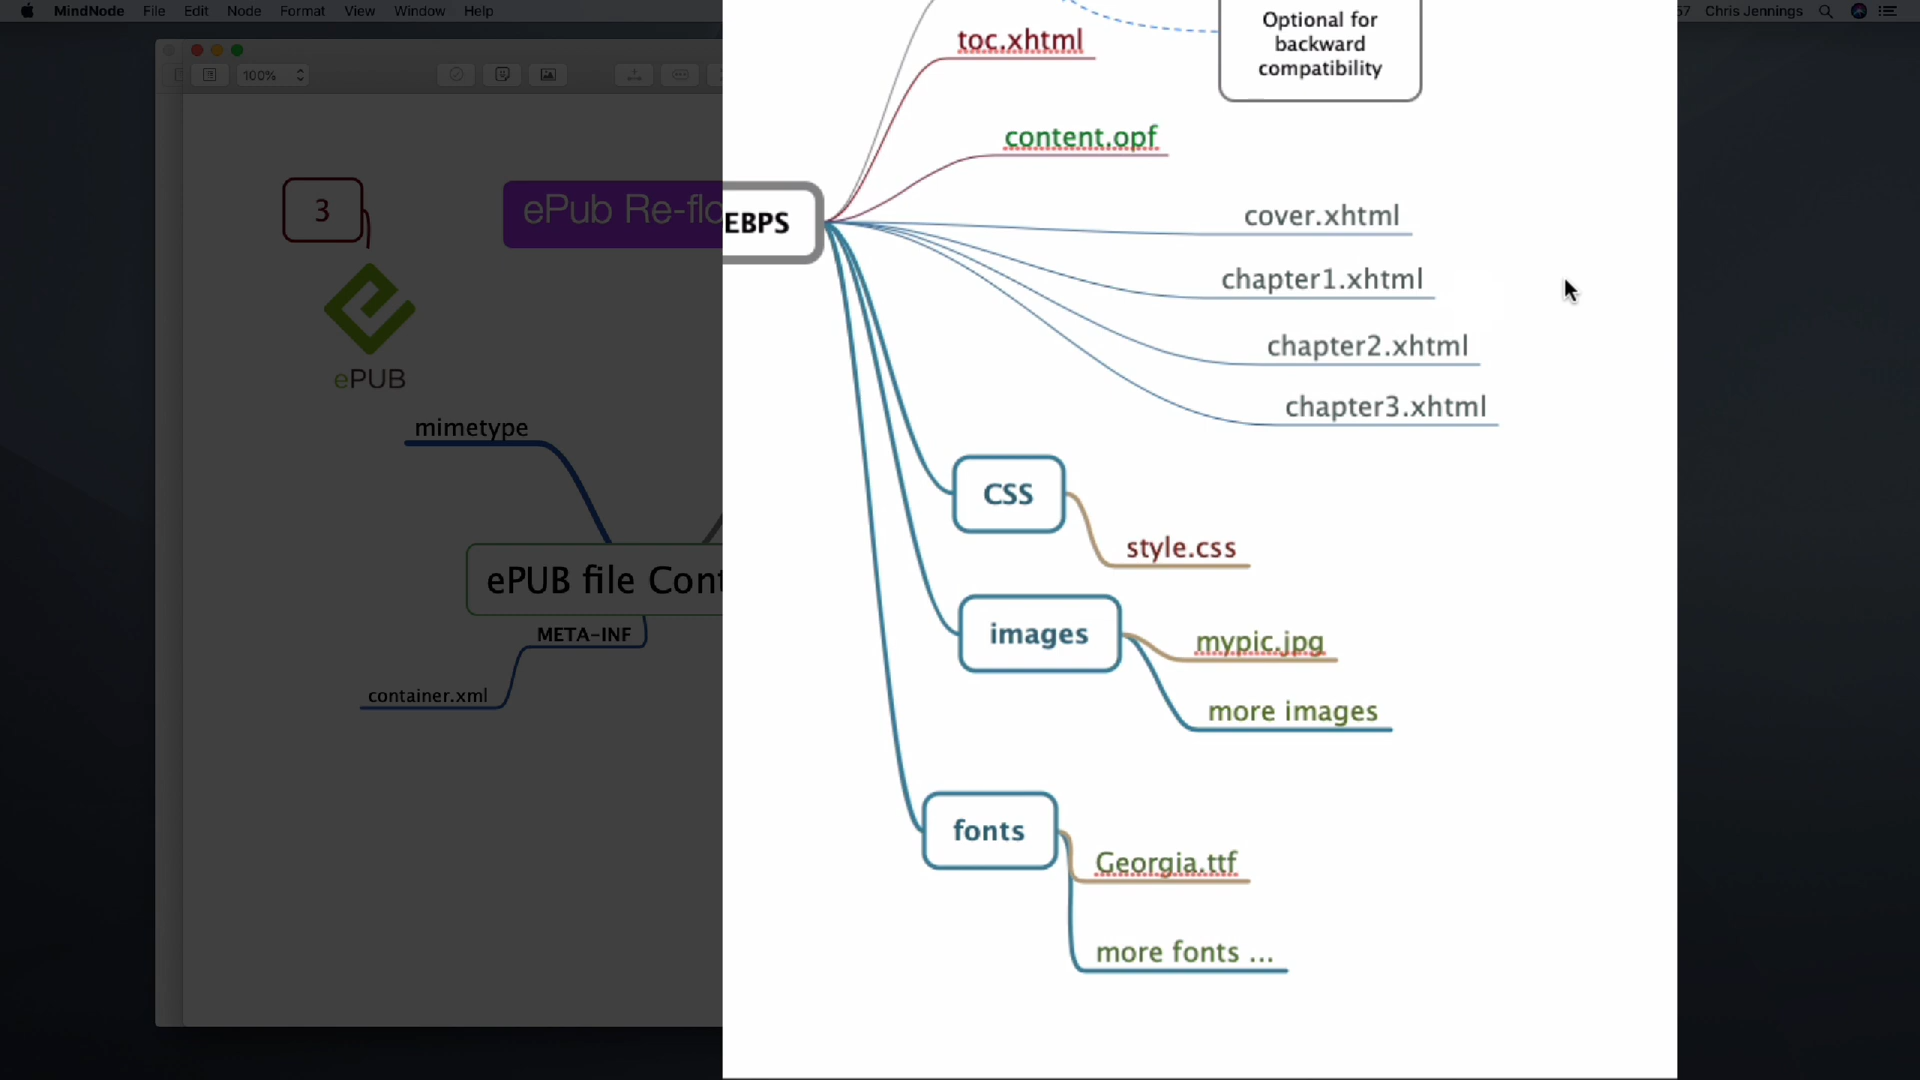 MindNode File Edit Node Format View Window Help
57 Chris Jennings
100%
3
ePub Re-flo
ePUB
mimetype
ePUB file Cont
META-INF
container.xml
EBPS
toc.xhtml
Optional for
backward
compatibility
content.opf
cover.xhtml
chapter1.xhtml
chapter2.xhtml
chapter3.xhtml
CSS
style.css
images
mypic.jpg
more images
fonts
Georgia.ttf
more fonts ...